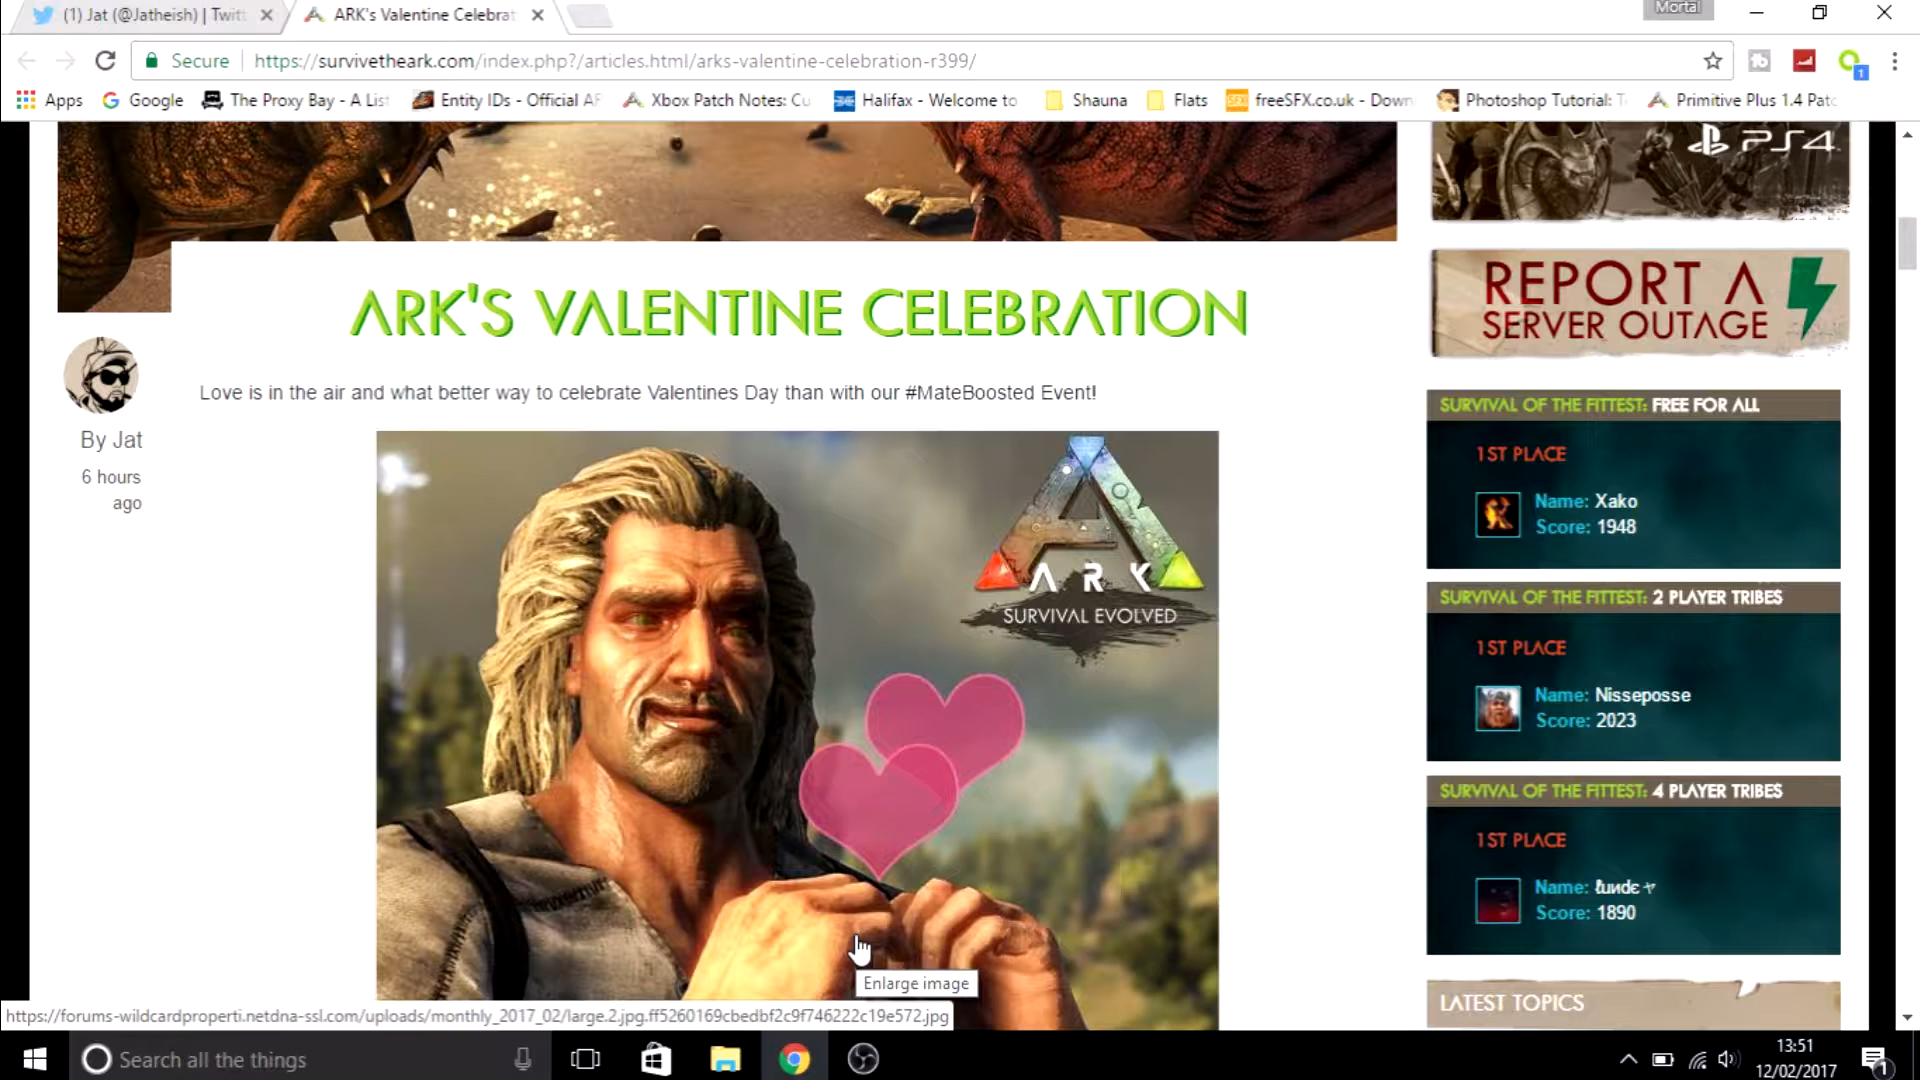 (1) Jat (@Jatheish) | Twitt
ARK's Valentine Celebrat
Mortal
Secure
https://survivetheark.com/index.php?/articles.html/arks-valentine-celebration-r399/
Apps
Google
The Proxy Bay - A List
Entity IDs - Official AR
Xbox Patch Notes: Cu
Halifax - Welcome to
Shauna
Flats
freeSFX.co.uk - Down
Photoshop Tutorial: T
Primitive Plus 1.4 Patc
PS4
REPORT A
SERVER OUTAGE
ARK'S VALENTINE CELEBRATION
Love is in the air and what better way to celebrate Valentines Day than with our #MateBoosted Event!
By Jat
6 hours
ago
ARK
SURVIVAL EVOLVED
Enlarge image
SURVIVAL OF THE FITTEST: FREE FOR ALL
1ST PLACE
Name: Xako
Score: 1948
SURVIVAL OF THE FITTEST: 2 PLAYER TRIBES
1ST PLACE
Name: Nisseposse
Score: 2023
SURVIVAL OF THE FITTEST: 4 PLAYER TRIBES
1ST PLACE
Name:
Score: 1890
LATEST TOPICS
https://forums-wildcardproperti.netdna-ssl.com/uploads/monthly_2017_02/large.2.jpg.ff5260169cbedbf2c9f746222c19e572.jpg
Search all the things
13:51
12/02/2017
1